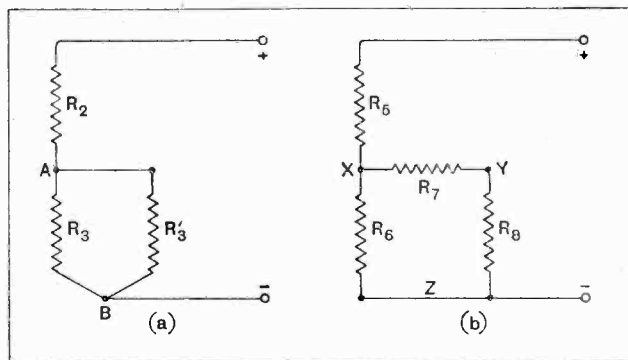 + +
R2 R5
A X Y
R7
R3 R′3 R6 R8
Z
− −
B
(a) (b)